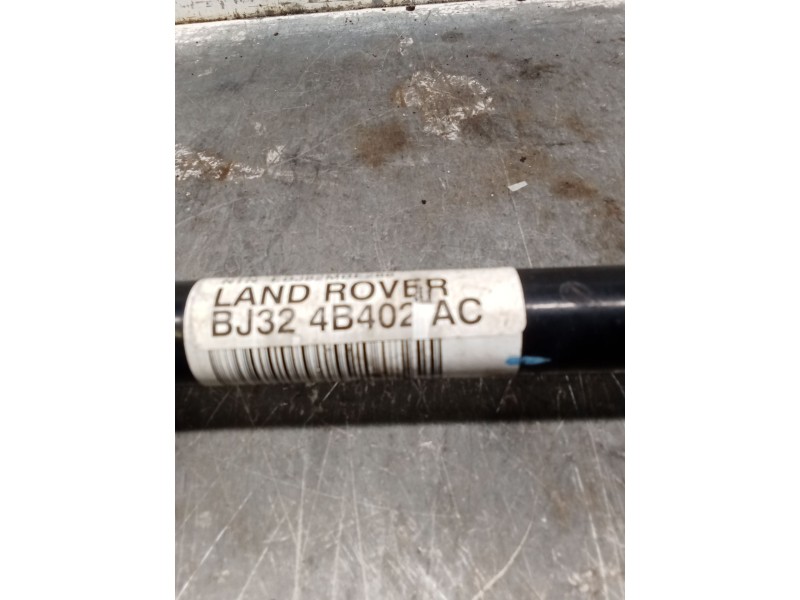 LAND ROVER
BJ32 4B402 AC